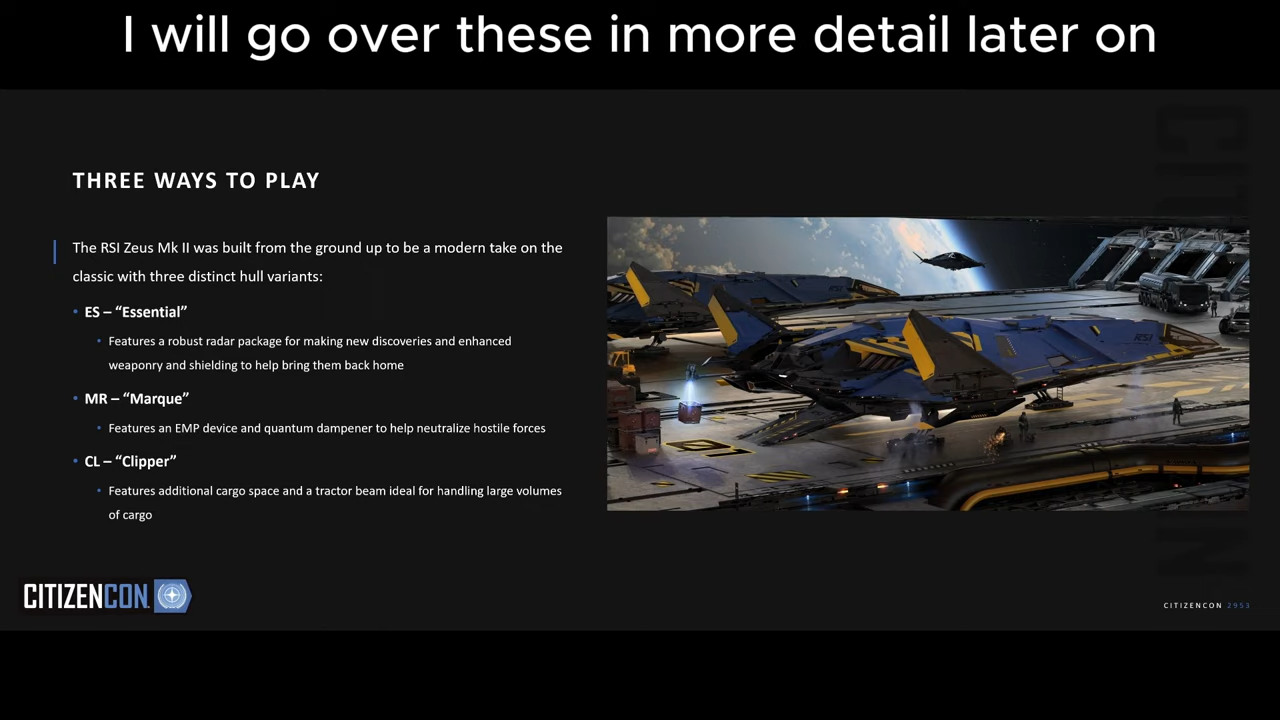 I will go over these in more detail later on
THREE WAYS TO PLAY
The RSI Zeus Mk II was built from the ground up to be a modern take on the
classic with three distinct hull variants:
• ES – “Essential”
• Features a robust radar package for making new discoveries and enhanced
weaponry and shielding to help bring them back home
• MR – “Marque”
• Features an EMP device and quantum dampener to help neutralize hostile forces
• CL – “Clipper”
• Features additional cargo space and a tractor beam ideal for handling large volumes
of cargo
RSI
CITIZENCON
CITIZENCON 2953